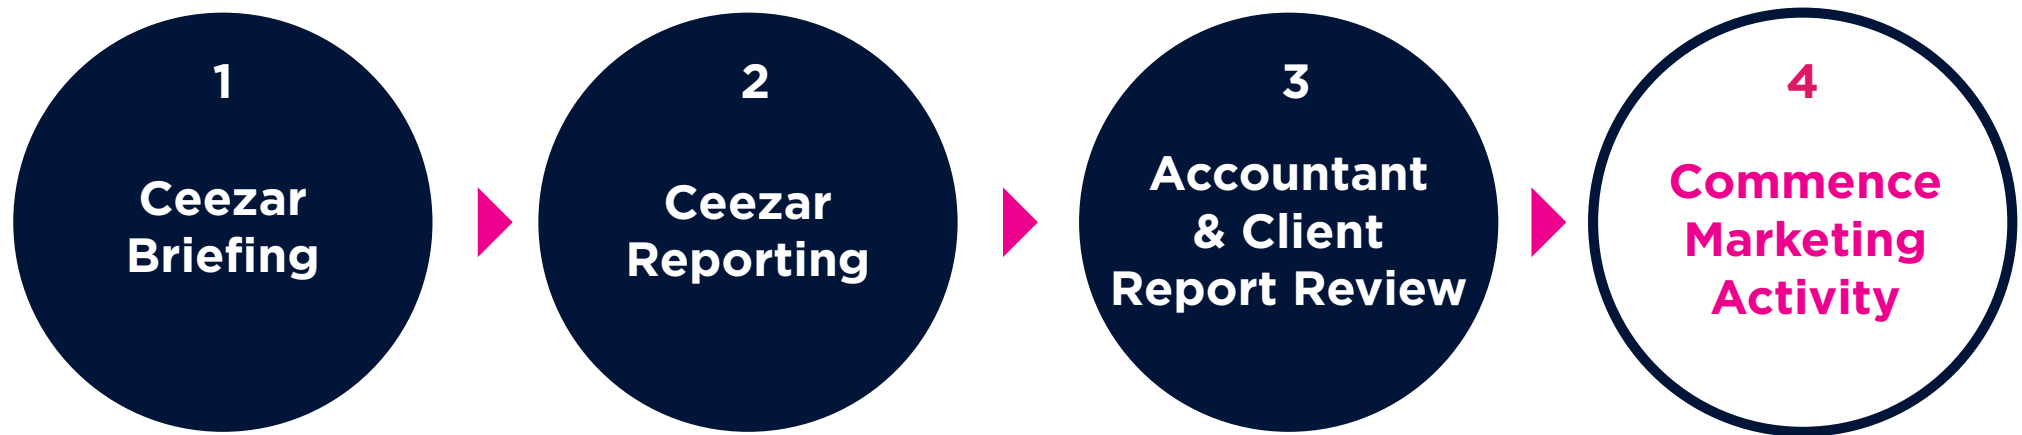 1
Ceezar
Briefing
2
Ceezar
Reporting
3
Accountant
& Client
Report Review
4
Commence
Marketing
Activity